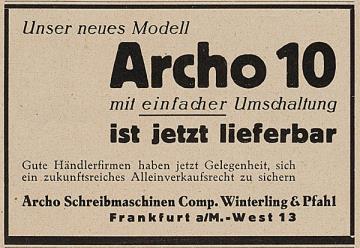 Unser neues Modell
Archo 10
mit einfacher Umschaltung
ist jetzt lieferbar
Gute Händlerfirmen haben jetzt Gelegenheit, sich
ein zukunftsreiches Alleinverkaufsrecht zu sichern
Archo Schreibmaschinen Comp. Winterling & Pfahl
Frankfurt a/M.-West 13